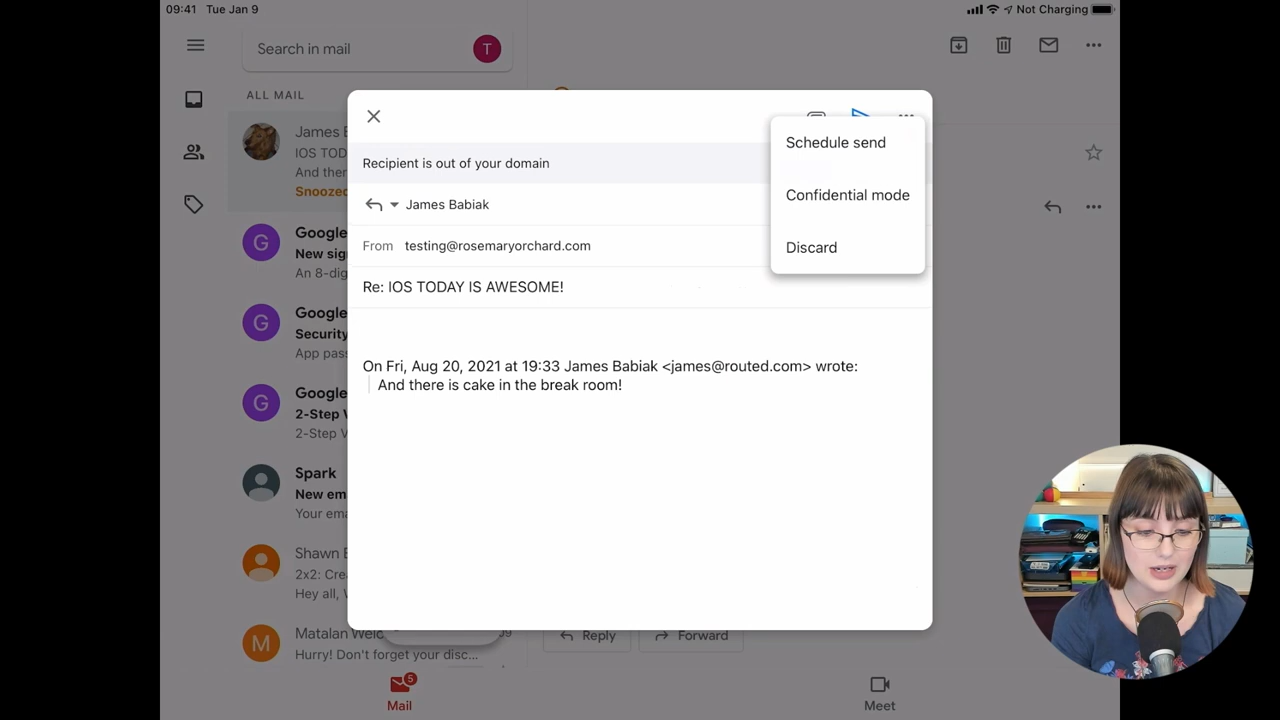 09:41 Tue Jan 9
Not Charging
Search in mail
T
ALL MAIL
James B
IOS TOD
And ther
Snoozed
G
Google
New sig
An 8-dig
G
Google
Security
App pas
G
Google
2-Step V
2-Step V
Spark
New em
Your ema
Shawn B
2x2: Crea
Hey all, W
M
Matalan Welc
09
Hurry! Don't forget your disc...
Recipient is out of your domain
James Babiak
From testing@rosemaryorchard.com
Re: IOS TODAY IS AWESOME!
On Fri, Aug 20, 2021 at 19:33 James Babiak <james@routed.com> wrote:
And there is cake in the break room!
Schedule send
Confidential mode
Discard
Reply
Forward
5
Mail
Meet